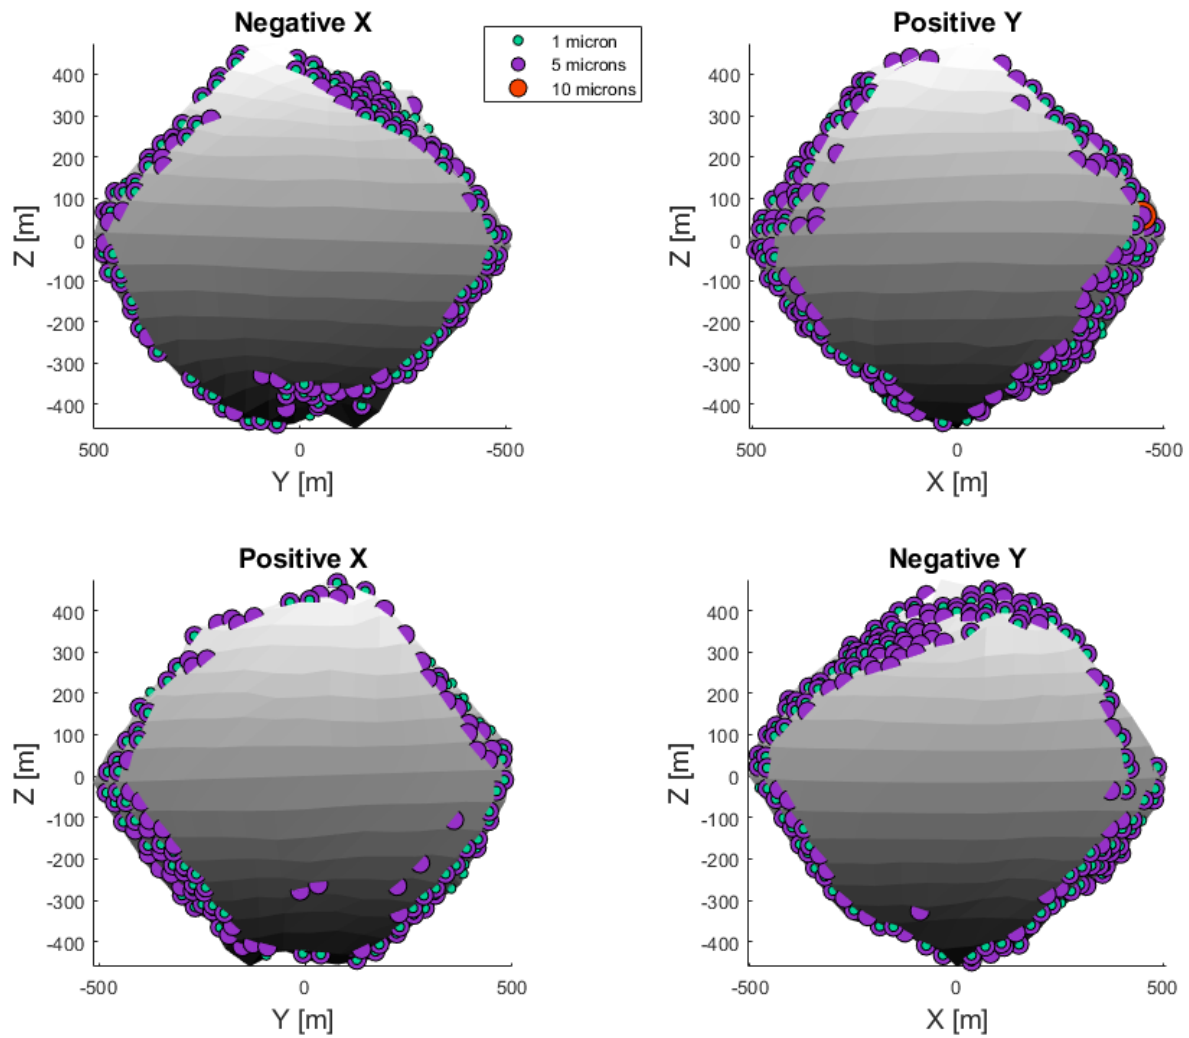 Negative X
400
300
200
100
0
-100
-200
-300
-400
Z [m]
500 0 -500
Y [m]
1 micron
5 microns
10 microns
Positive Y
400
300
200
100
0
-100
-200
-300
-400
Z [m]
500 0 -500
X [m]
Positive X
400
300
200
100
0
-100
-200
-300
-400
Z [m]
-500 0 500
Y [m]
Negative Y
400
300
200
100
0
-100
-200
-300
-400
Z [m]
-500 0 500
X [m]